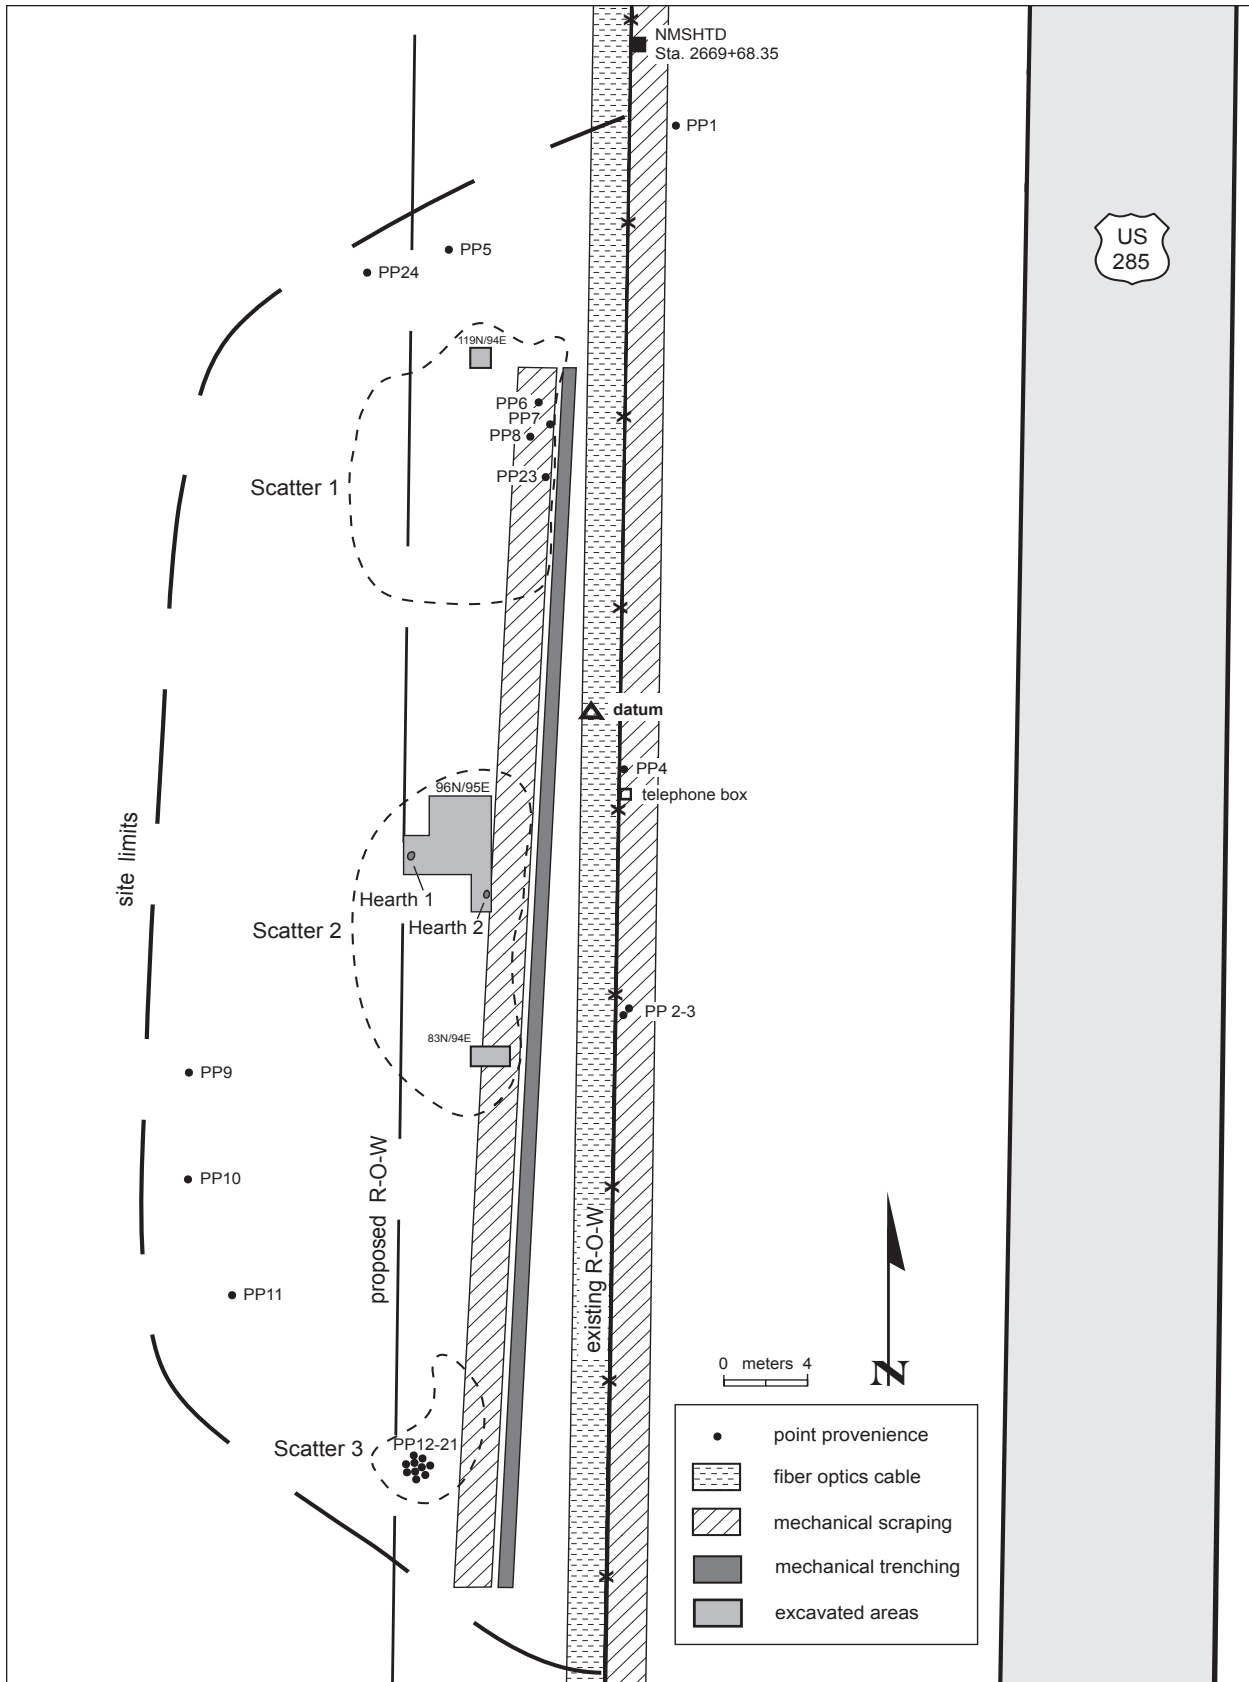 NMSHTD
Sta. 2669+68.35
PP1
US
285
PP5
PP24
119N/94E
PP6
PP7
PP8
PP23
Scatter 1
datum
PP4
96N/95E
telephone box
site limits
Hearth 1
Hearth 2
Scatter 2
PP 2-3
83N/94E
PP9
PP10
proposed R-O-W
existing R-O-W
PP11
0 meters 4
N
Scatter 3
PP12-21
point provenience
fiber optics cable
mechanical scraping
mechanical trenching
excavated areas